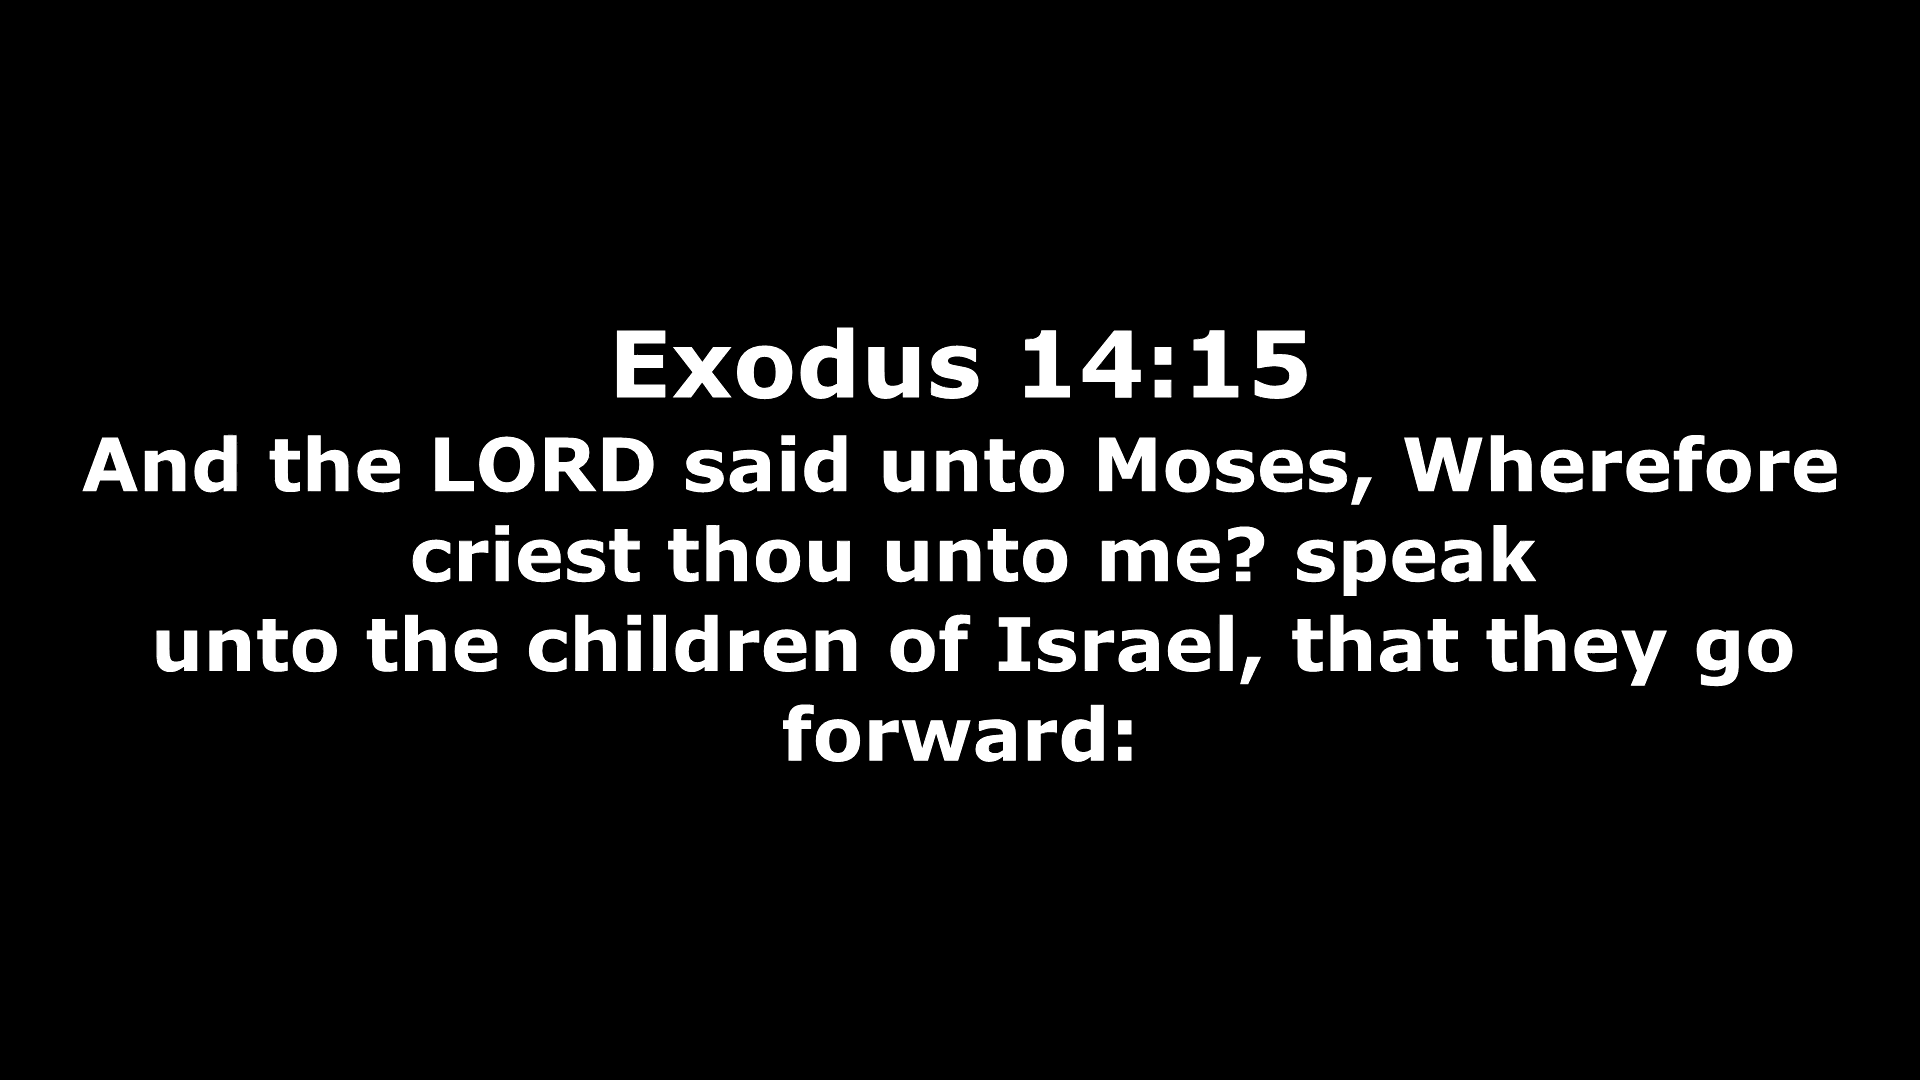 Exodus 14:15
And the LORD said unto Moses, Wherefore
criest thou unto me? speak
unto the children of Israel, that they go
forward: